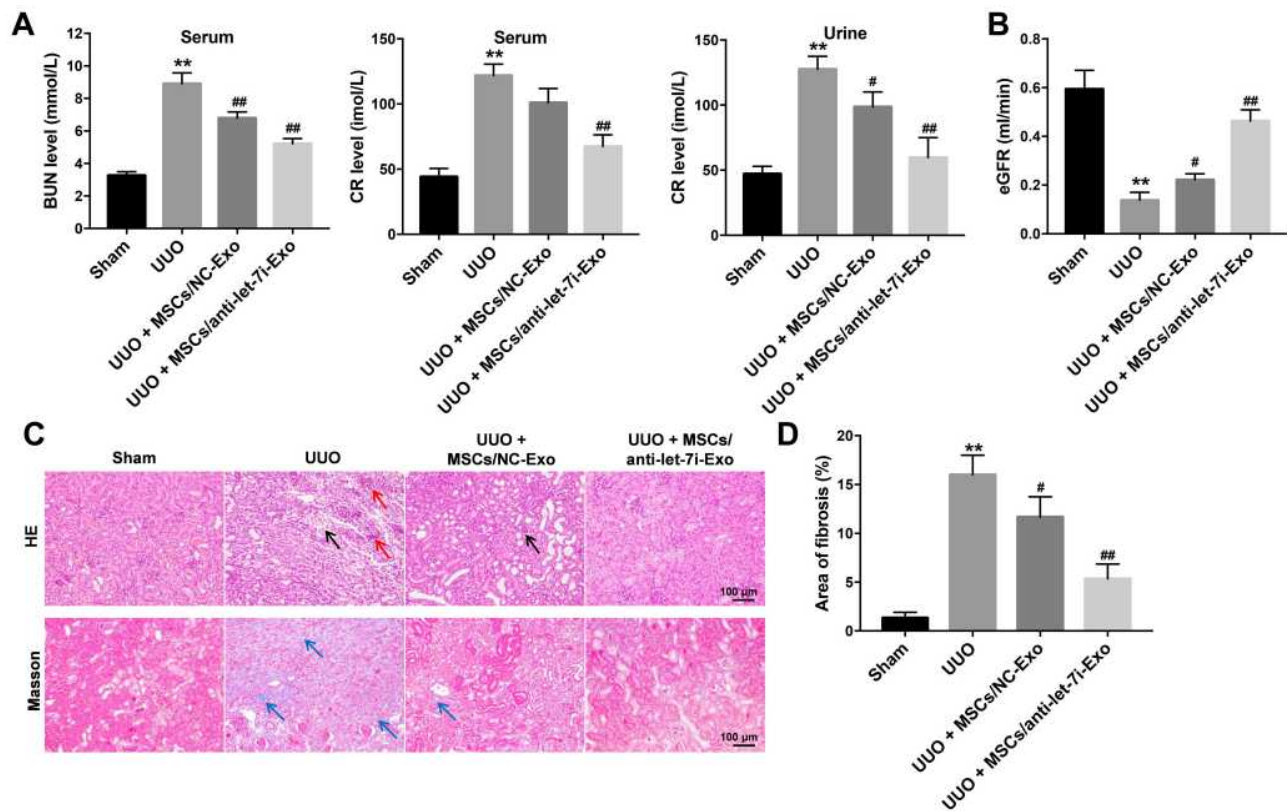 A
Serum
BUN level (mmol/L)
12
10
8
6
4
2
0
**
##
##
Sham
UUO
UUO + MSCs/NC-Exo
UUO + MSCs/anti-let-7i-Exo
Serum
CR level (imol/L)
150
100
50
0
**
##
Sham
UUO
UUO + MSCs/NC-Exo
UUO + MSCs/anti-let-7i-Exo
Urine
CR level (imol/L)
150
100
50
0
**
#
##
Sham
UUO
UUO + MSCs/NC-Exo
UUO + MSCs/anti-let-7i-Exo
B
eGFR (ml/min)
0.8
0.6
0.4
0.2
0.0
**
#
##
Sham
UUO
UUO + MSCs/NC-Exo
UUO + MSCs/anti-let-7i-Exo
C
Sham
UUO
UUO +
MSCs/NC-Exo
UUO + MSCs/
anti-let-7i-Exo
HE
100 μm
Masson
100 μm
D
Area of fibrosis (%)
20
15
10
5
0
**
#
##
Sham
UUO
UUO + MSCs/NC-Exo
UUO + MSCs/anti-let-7i-Exo